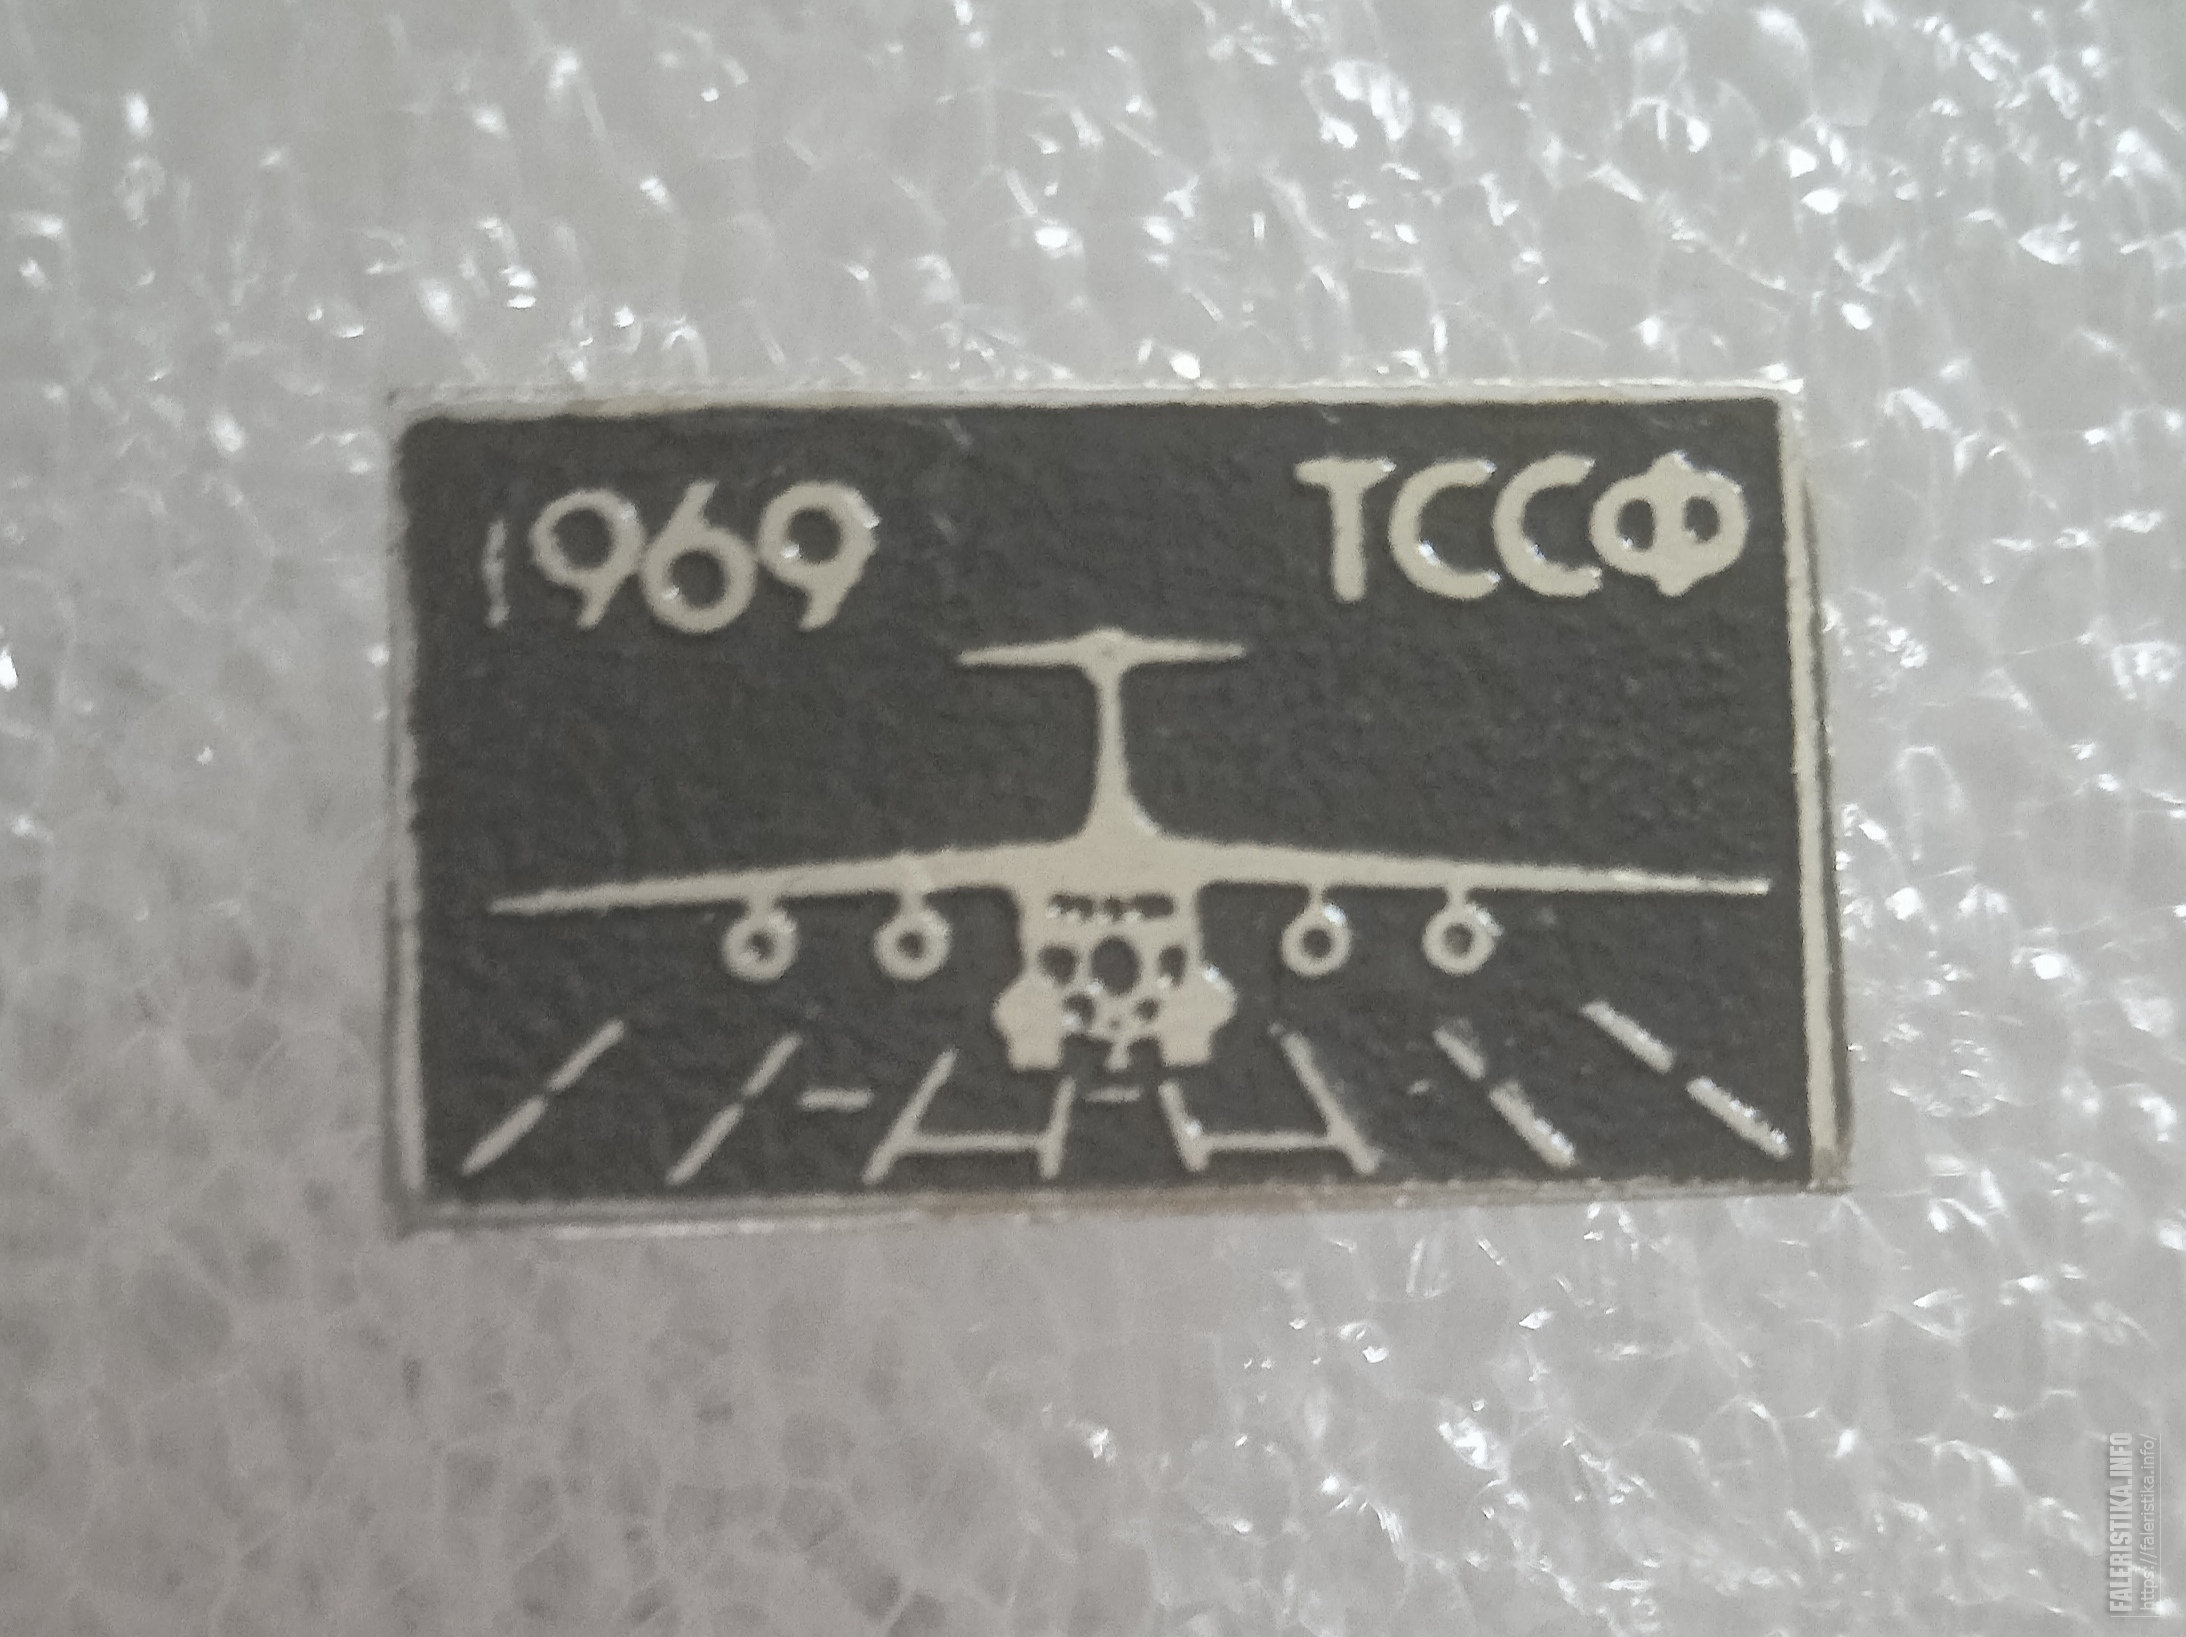 1969 ТССФ
FALERISTIKA.INFO
https://faleristika.info/